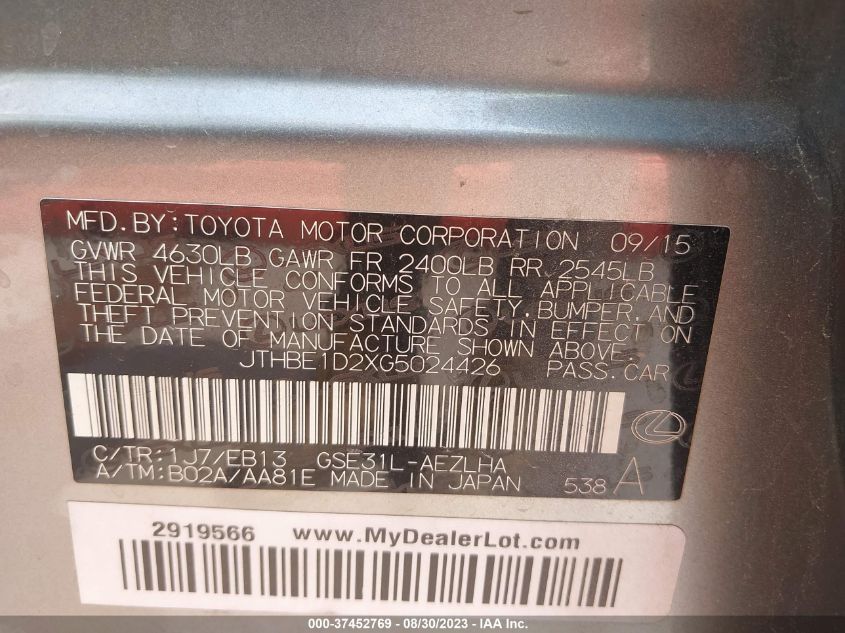 MFD.BY:TOYOTA MOTOR CORPORATION 09/15
GVWR 4630LB GAWR FR 2400LB RR 2545LB
THIS VEHICLE CONFORMS TO ALL APPLICABLE
FEDERAL MOTOR VEHICLE SAFETY,BUMPER,AND
THEFT PREVENTION STANDARDS IN EFFECT ON
THE DATE OF MANUFACTURE SHOWN ABOVE.
JTHBE1D2XG5024426 PASS.CAR
C/TR:1J7/EB13 GSE31L-AEZLHA
A/TM:B02A/AA81E MADE IN JAPAN 538 A
2919566 www.MyDealerLot.com
000-37452769 - 08/30/2023 - IAA Inc.